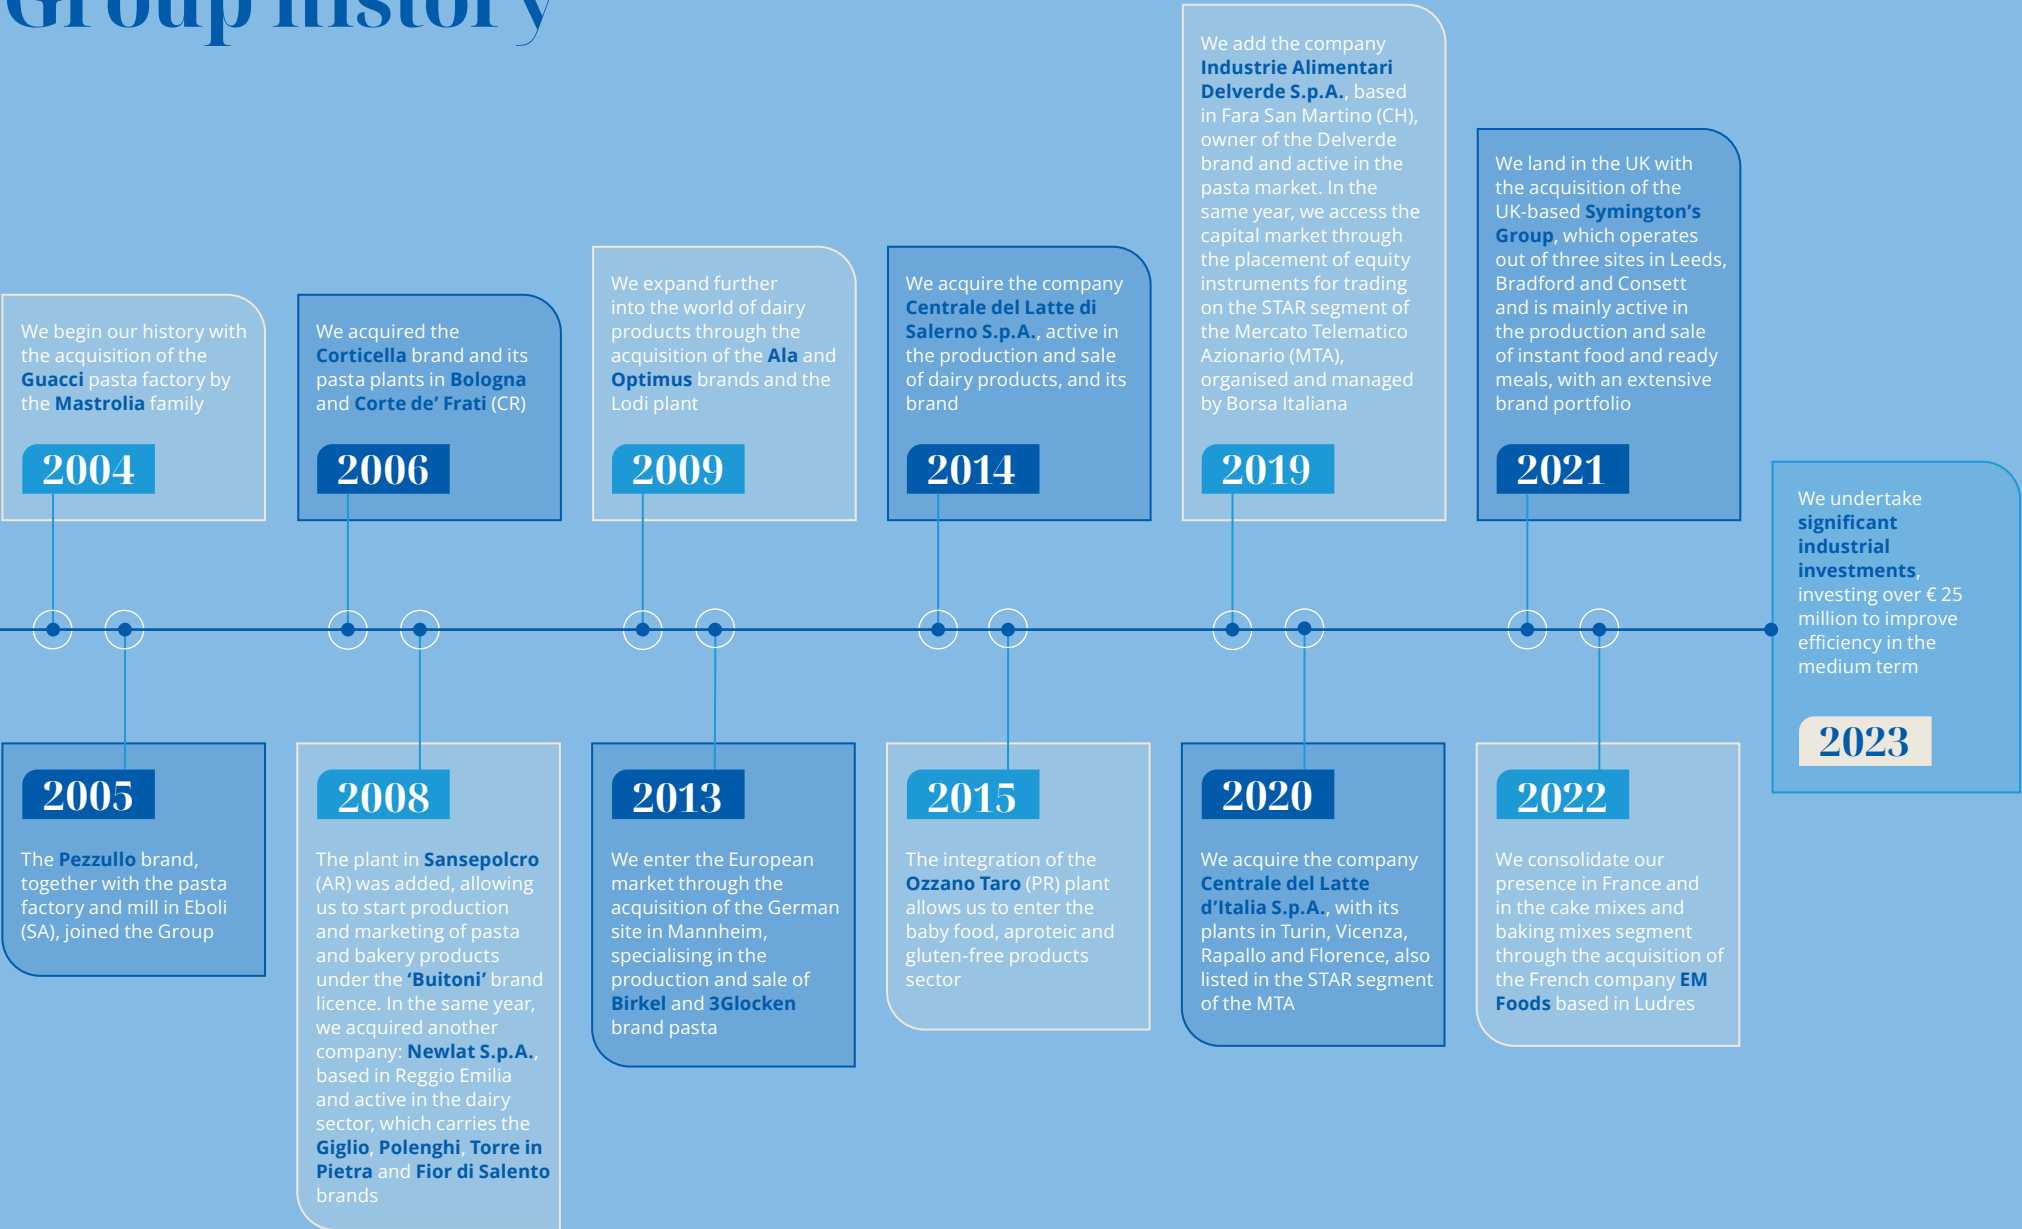 Group history
We begin our history with
the acquisition of the
Guacci pasta factory by
the Mastrolia family
2004
2005
The Pezzullo brand,
together with the pasta
factory and mill in Eboli
(SA), joined the Group
We acquired the
Corticella brand and its
pasta plants in Bologna
and Corte de’ Frati (CR)
2006
2008
The plant in Sansepolcro
(AR) was added, allowing
us to start production
and marketing of pasta
and bakery products
under the ‘Buitoni’ brand
licence. In the same year,
we acquired another
company: Newlat S.p.A.,
based in Reggio Emilia
and active in the dairy
sector, which carries the
Giglio, Polenghi, Torre in
Pietra and Fior di Salento
brands
We expand further
into the world of dairy
products through the
acquisition of the Ala and
Optimus brands and the
Lodi plant
2009
2013
We enter the European
market through the
acquisition of the German
site in Mannheim,
specialising in the
production and sale of
Birkel and 3Glocken
brand pasta
We acquire the company
Centrale del Latte di
Salerno S.p.A., active in
the production and sale
of dairy products, and its
brand
2014
2015
The integration of the
Ozzano Taro (PR) plant
allows us to enter the
baby food, aproteic and
gluten-free products
sector
We add the company
Industrie Alimentari
Delverde S.p.A., based
in Fara San Martino (CH),
owner of the Delverde
brand and active in the
pasta market. In the
same year, we access the
capital market through
the placement of equity
instruments for trading
on the STAR segment of
the Mercato Telematico
Azionario (MTA),
organised and managed
by Borsa Italiana
2019
2020
We acquire the company
Centrale del Latte
d’Italia S.p.A., with its
plants in Turin, Vicenza,
Rapallo and Florence, also
listed in the STAR segment
of the MTA
We land in the UK with
the acquisition of the
UK-based Symington’s
Group, which operates
out of three sites in Leeds,
Bradford and Consett
and is mainly active in
the production and sale
of instant food and ready
meals, with an extensive
brand portfolio
2021
2022
We consolidate our
presence in France and
in the cake mixes and
baking mixes segment
through the acquisition of
the French company EM
Foods based in Ludres
We undertake
significant
industrial
investments,
investing over € 25
million to improve
efficiency in the
medium term
2023